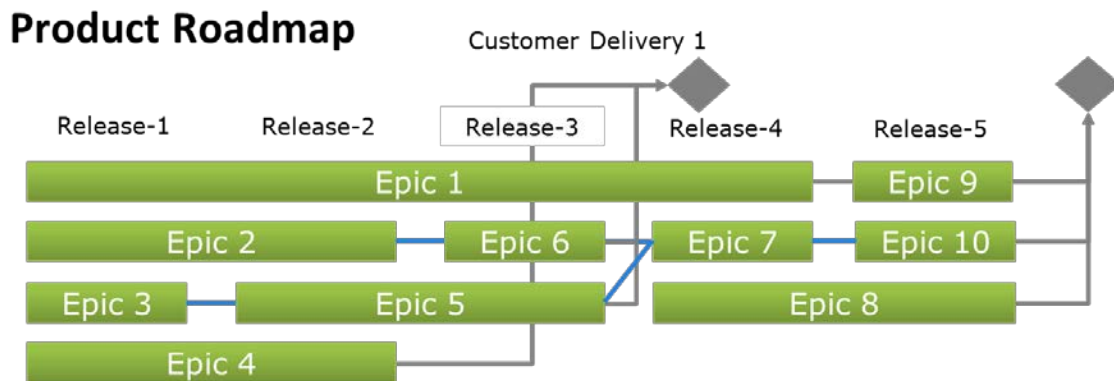 Product Roadmap
Customer Delivery 1
Release-1 Release-2 Release-3 Release-4 Release-5
Epic 1 Epic 9
Epic 2 Epic 6 Epic 7 Epic 10
Epic 3 Epic 5 Epic 8
Epic 4